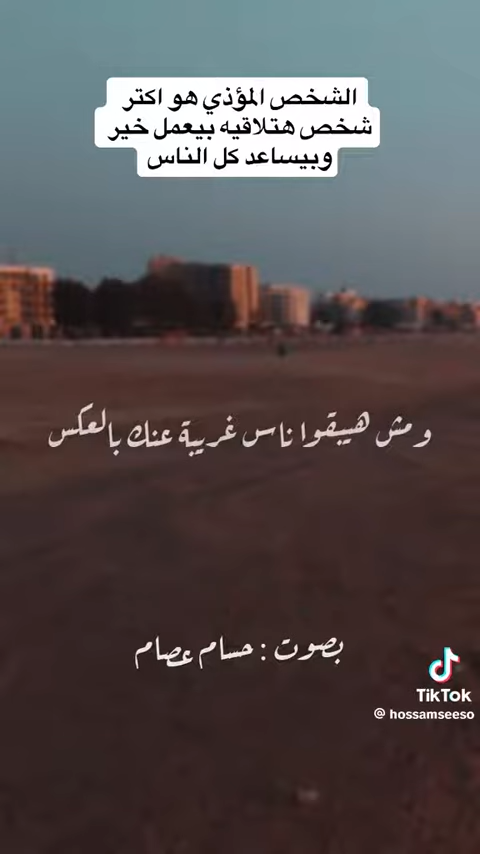 الشخص المؤذي هو اكتر
شخص هتلاقيه بيعمل خير
وبيساعد كل الناس
ومش هيبقوا ناس غريبة عنك بالعكس
بصوت : حسام عصام
TikTok
@ hossamseeso